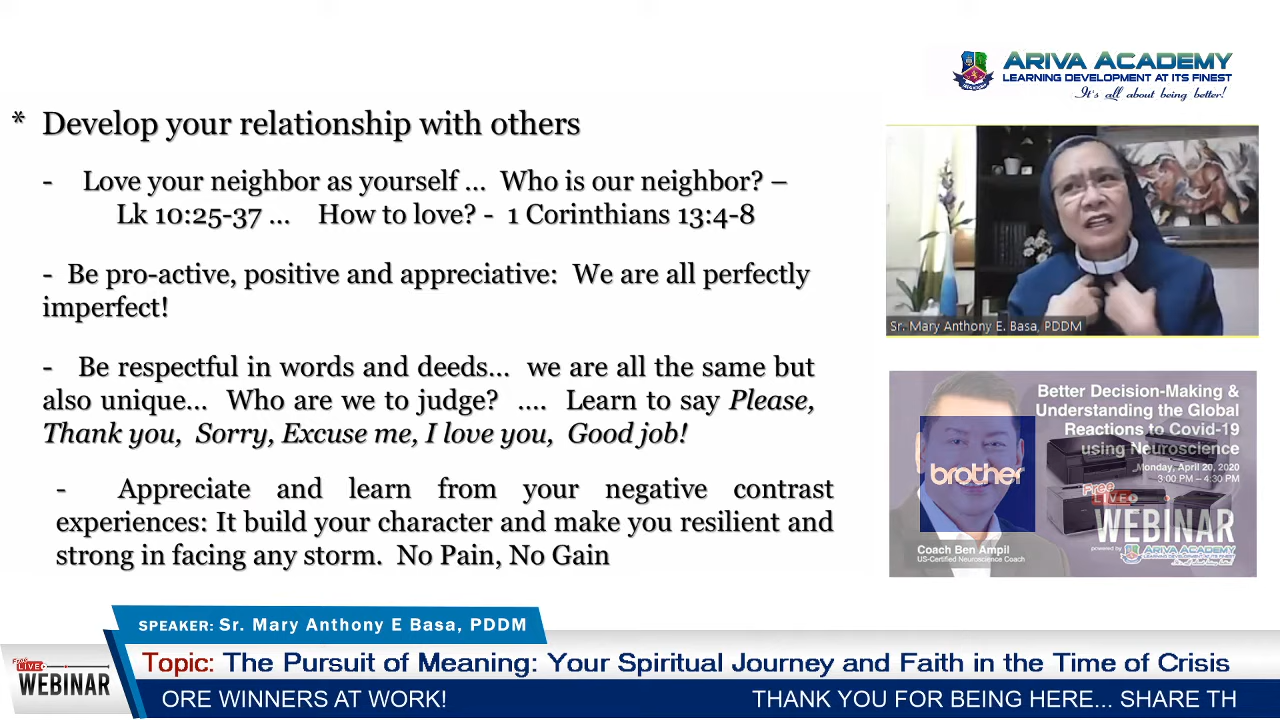 ARIVA ACADEMY
LEARNING DEVELOPMENT AT ITS FINEST
It's all about being better!
* Develop your relationship with others
- Love your neighbor as yourself ... Who is our neighbor? –
Lk 10:25-37 ... How to love? - 1 Corinthians 13:4-8
- Be pro-active, positive and appreciative: We are all perfectly
imperfect!
- Be respectful in words and deeds... we are all the same but
also unique... Who are we to judge? .... Learn to say Please,
Thank you, Sorry, Excuse me, I love you, Good job!
- Appreciate and learn from your negative contrast
experiences: It build your character and make you resilient and
strong in facing any storm. No Pain, No Gain
Sr. Mary Anthony E. Basa, PDDM
Better Decision-Making &
Understanding the Global
Reactions to Covid-19
using Neuroscience
Monday, April 20, 2020
3:00 PM – 4:30 PM
brother
Free
LIVE
WEBINAR
powered by ARIVA ACADEMY
Coach Ben Ampil
US-Certified Neuroscience Coach
SPEAKER: Sr. Mary Anthony E Basa, PDDM
Free
LIVE
WEBINAR
Topic: The Pursuit of Meaning: Your Spiritual Journey and Faith in the Time of Crisis
ORE WINNERS AT WORK! THANK YOU FOR BEING HERE... SHARE TH